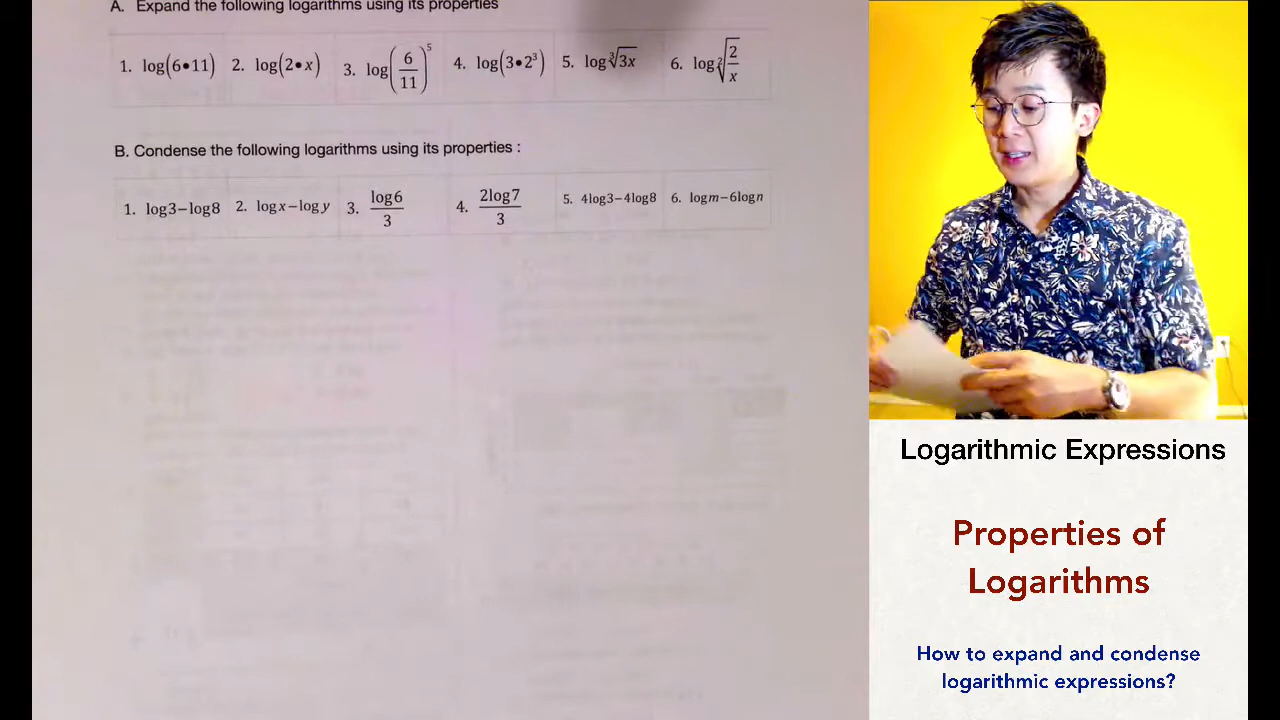 A. Expand the following logarithms using its properties
1. log(6•11) 2. log(2•x) 3. log(6/11)^5 4. log(3•2³) 5. log∛3x 6. log²√(2/x)
B. Condense the following logarithms using its properties :
1. log3−log8 2. logx−logy 3. log6/3 4. 2log7/3 5. 4log3−4log8 6. logm−6logn
Logarithmic Expressions
Properties of
Logarithms
How to expand and condense
logarithmic expressions?